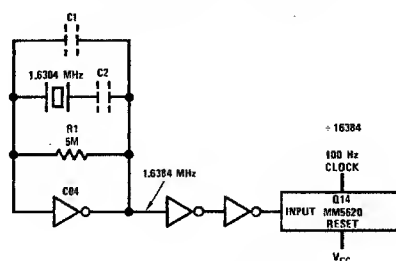 C1
1.6384 MHz
C2
R1
5M
÷ 16384
100 Hz
CLOCK
C04
1.6384 MHz
INPUT
Q14
MM5620
RESET
VCC